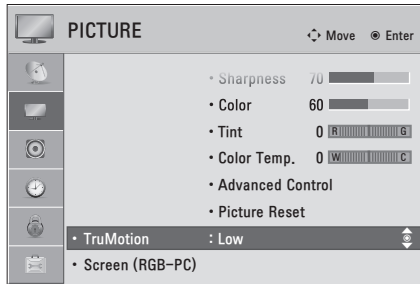 PICTURE Move Enter
• Sharpness 70
• Color 60
• Tint 0 R G
• Color Temp. 0 W C
• Advanced Control
• Picture Reset
• TruMotion : Low
• Screen (RGB-PC)